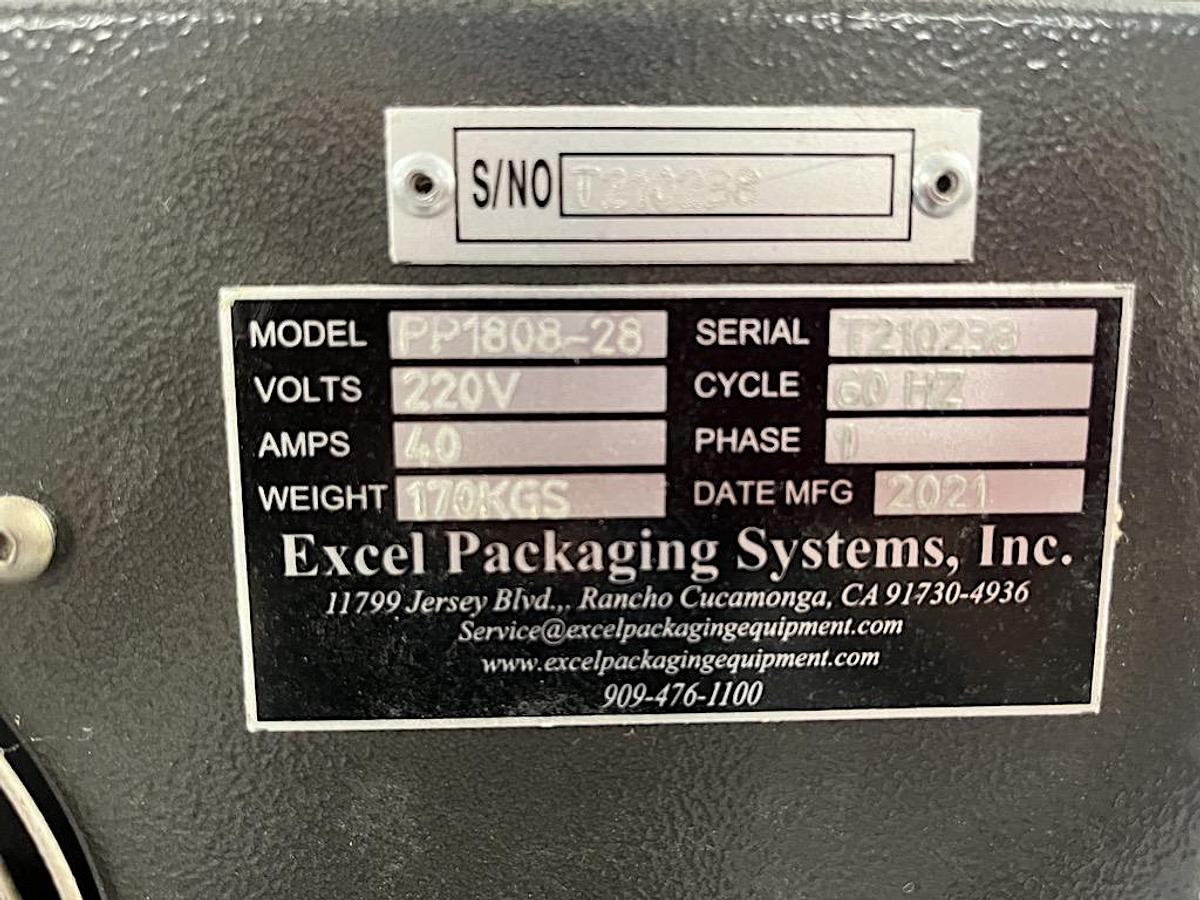 S/NO T210238
MODEL PP1808-28 SERIAL T210238
VOLTS 220V CYCLE 60 HZ
AMPS 40 PHASE 1
WEIGHT 170KGS DATE MFG 2021
Excel Packaging Systems, Inc.
11799 Jersey Blvd.,. Rancho Cucamonga, CA 91730-4936
Service@excelpackagingequipment.com
www.excelpackagingequipment.com
909-476-1100